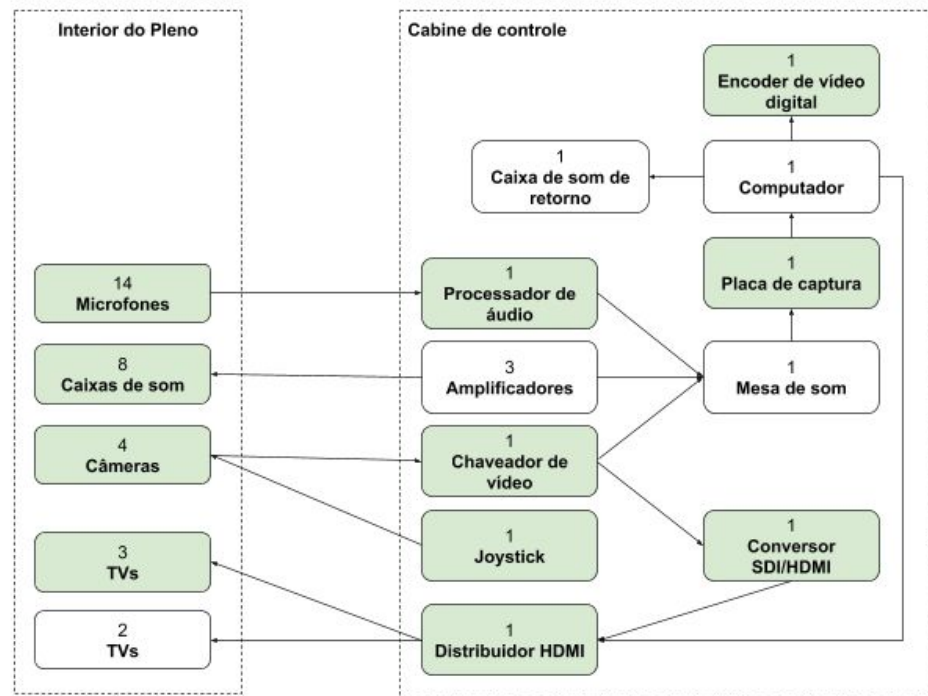 Interior do Pleno
14
Microfones
8
Caixas de som
4
Câmeras
3
TVs
2
TVs
Cabine de controle
1
Encoder de vídeo
digital
1
Caixa de som de
retorno
1
Computador
1
Processador de
áudio
1
Placa de captura
3
Amplificadores
1
Mesa de som
1
Chaveador de
vídeo
1
Joystick
1
Conversor
SDI/HDMI
1
Distribuidor HDMI